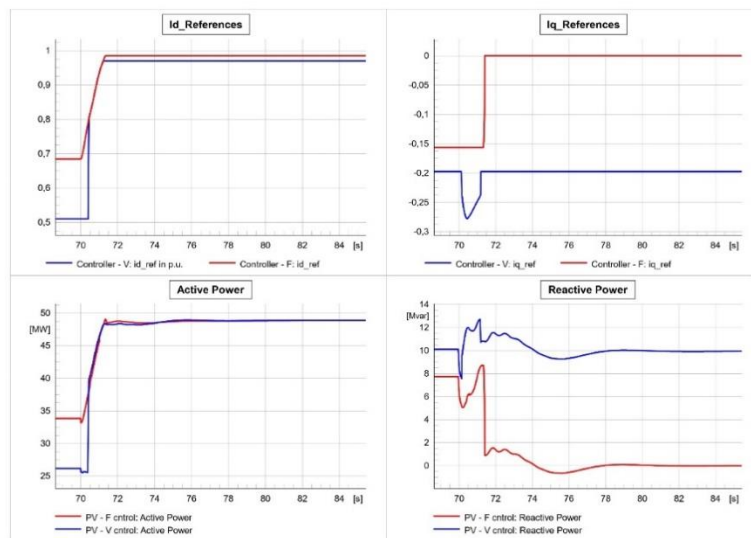 Id_References
1
0,9
0,8
0,7
0,6
0,5
70 72 74 76 78 80 82 84 [s]
Controller - V: id_ref in p.u. Controller - F: id_ref
Iq_References
0
-0,05
-0,1
-0,15
-0,2
-0,25
-0,3
70 72 74 76 78 80 82 84 [s]
Controller - V: iq_ref Controller - F: iq_ref
Active Power
50
[MW]
45
40
35
30
25
70 72 74 76 78 80 82 84 [s]
PV - F cntrol: Active Power
PV - V cntrol: Active Power
Reactive Power
14
[Mvar]
12
10
8
6
4
2
0
70 72 74 76 78 80 82 84 [s]
PV - F cntrol: Reactive Power
PV - V cntrol: Reactive Power